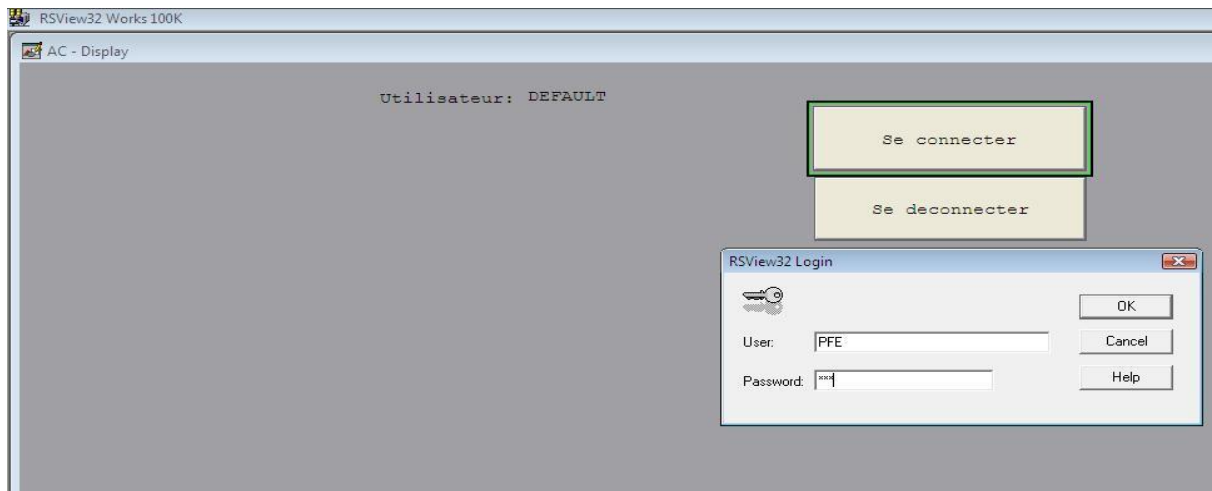 RSView32 Works 100K
AC - Display
Utilisateur: DEFAULT
Se connecter
Se deconnecter
RSView32 Login
OK
User: PFE
Cancel
Password: ***
Help